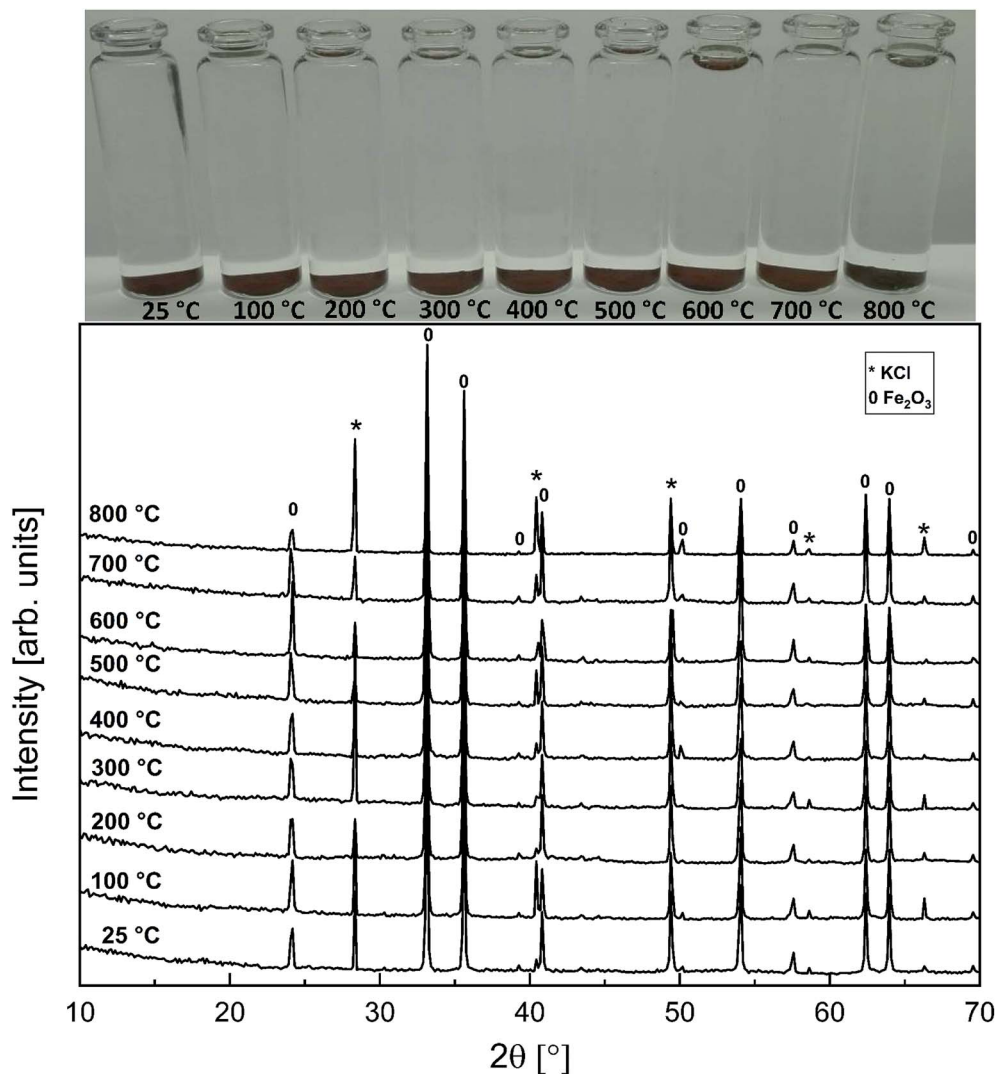 25 °C 100 °C 200 °C 300 °C 400 °C 500 °C 600 °C 700 °C 800 °C
0
0
* KCl
0 Fe₂O₃
*
* 0 * 0 0 0 0
0 0 0 * * 0
800 °C
700 °C
600 °C
500 °C
400 °C
300 °C
200 °C
100 °C
25 °C
Intensity [arb. units]
10 20 30 40 50 60 70
2θ [°]